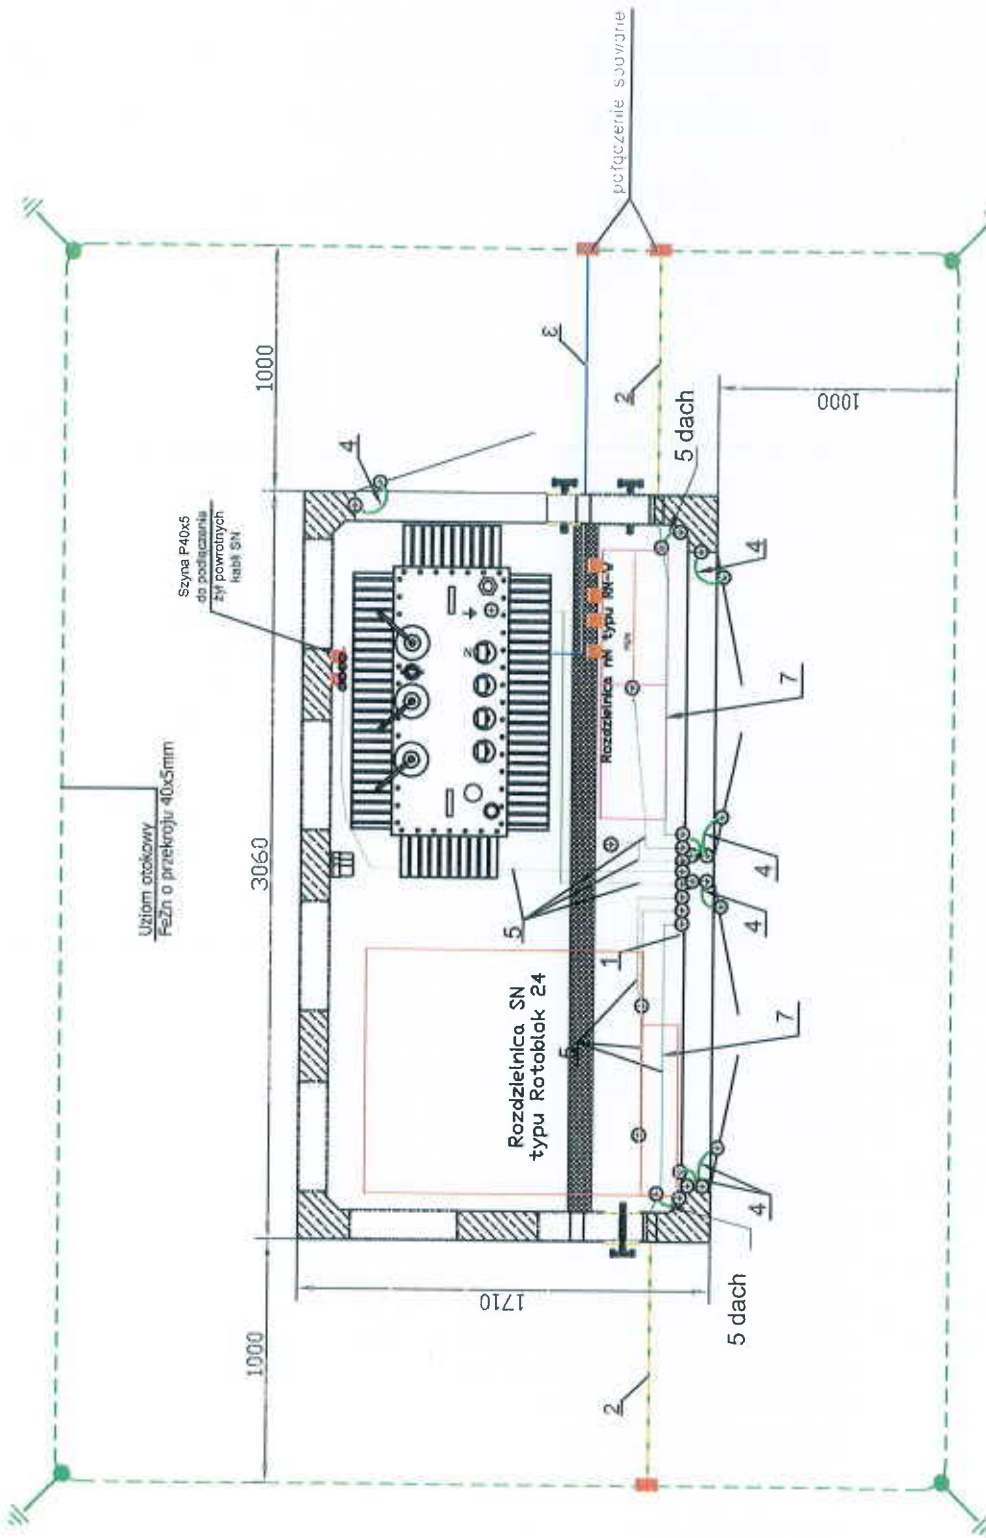 Uziom otokowy
FeZn o przekroju 40x5mm
Szyna P40x5
do podłączenia
żył powrotnych
kabli SN
połączenie spawane
1000
3060
1000
1710
1000
Rozdzielnica SN
typu Rotoblok 24
Rozdzielnica nN typu RN-W
N
5 dach
5 dach
1
2
2
3
4
4
4
4
4
5
5
7
7